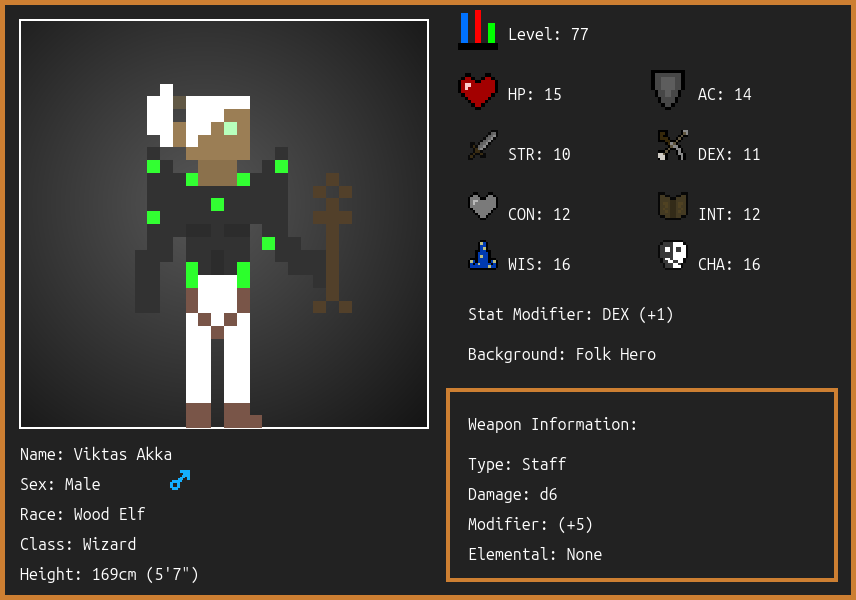 Level: 77
HP: 15
AC: 14
STR: 10
DEX: 11
CON: 12
INT: 12
WIS: 16
CHA: 16
Stat Modifier: DEX (+1)
Background: Folk Hero
Weapon Information:
Type: Staff
Damage: d6
Modifier: (+5)
Elemental: None
Name: Viktas Akka
Sex: Male
Race: Wood Elf
Class: Wizard
Height: 169cm (5'7")